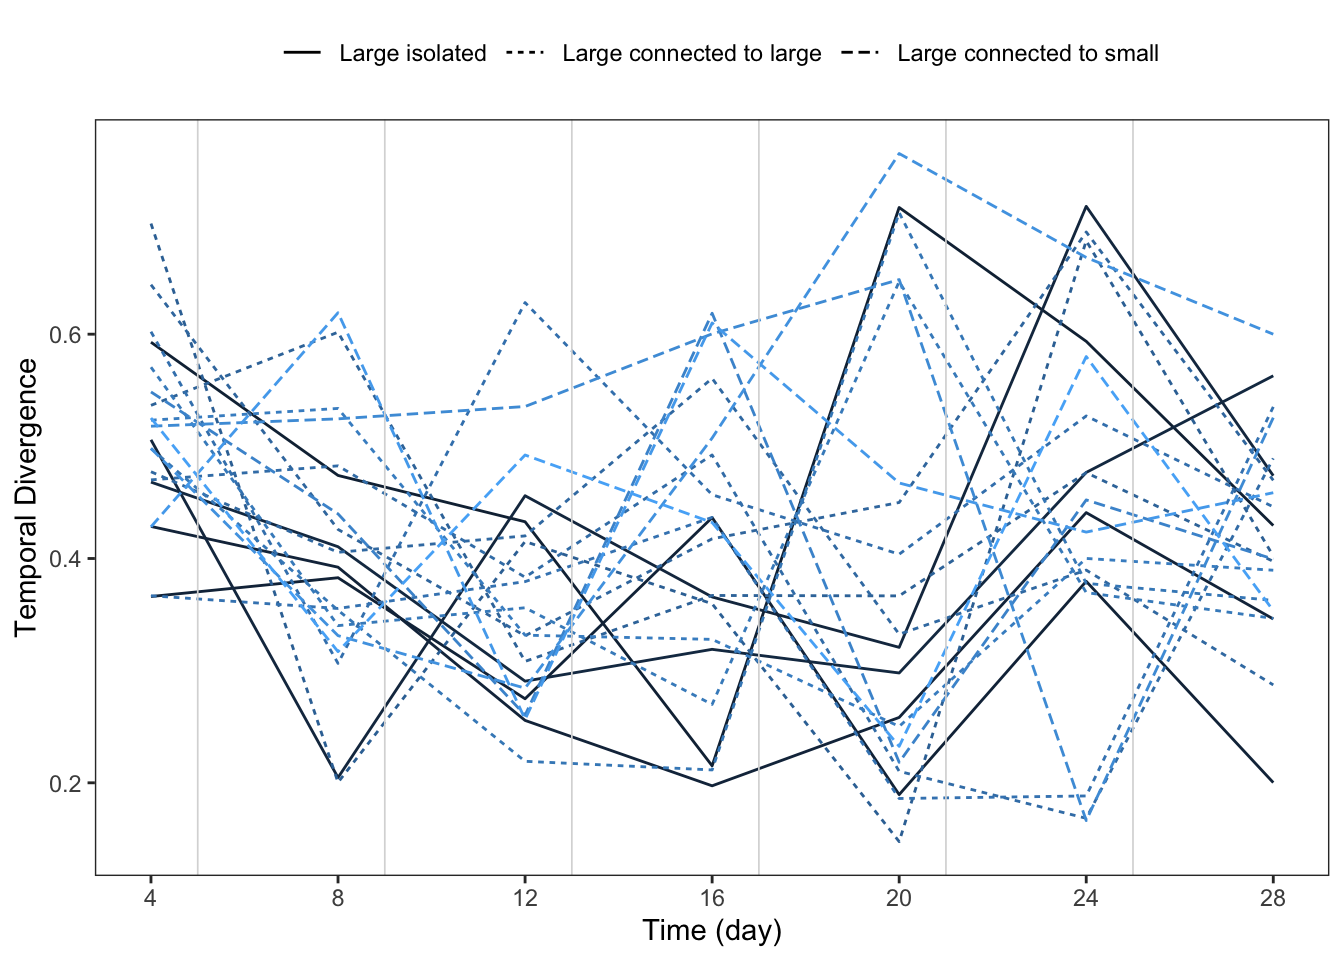 Large isolated Large connected to large Large connected to small
Temporal Divergence
0.6
0.4
0.2
4 8 12 16 20 24 28
Time (day)